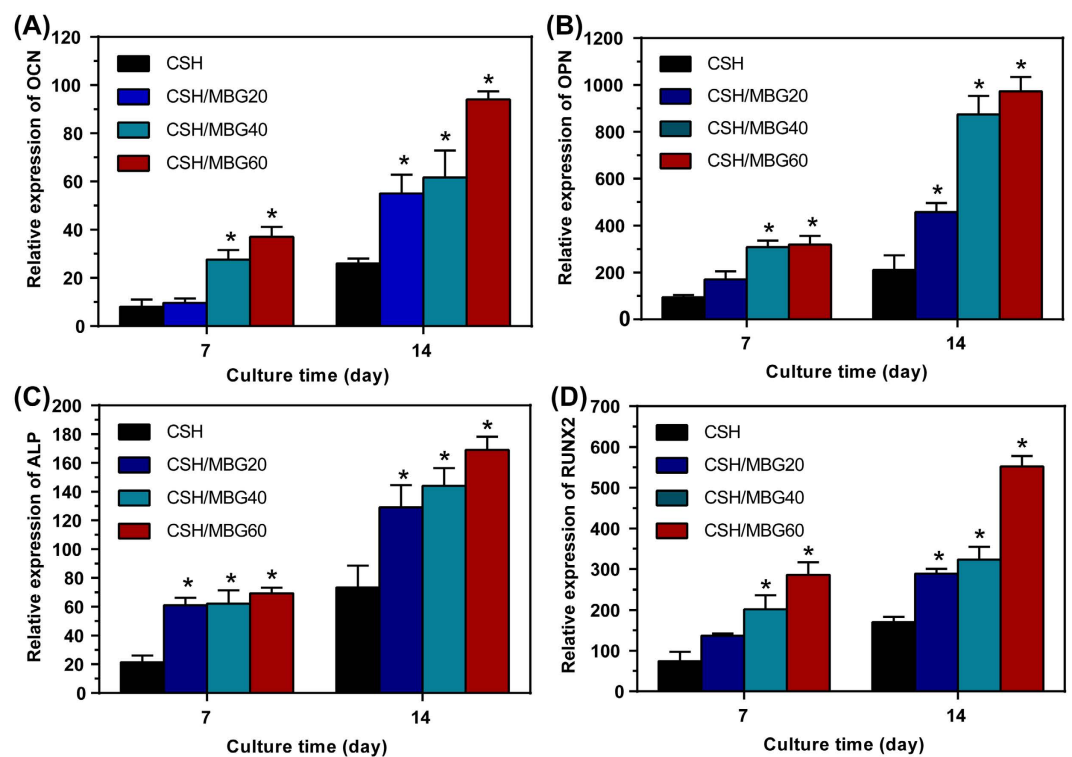 (A)
Relative expression of OCN
120
100
80
60
40
20
0
CSH
CSH/MBG20
CSH/MBG40
CSH/MBG60
*
*
*
*
*
7
14
Culture time (day)
(B)
Relative expression of OPN
1200
1000
800
600
400
200
0
CSH
CSH/MBG20
CSH/MBG40
CSH/MBG60
*
*
*
*
*
7
14
Culture time (day)
(C)
Relative expression of ALP
200
180
160
140
120
100
80
60
40
20
0
CSH
CSH/MBG20
CSH/MBG40
CSH/MBG60
*
*
*
*
*
*
7
14
Culture time (day)
(D)
Relative expression of RUNX2
700
600
500
400
300
200
100
0
CSH
CSH/MBG20
CSH/MBG40
CSH/MBG60
*
*
*
*
*
7
14
Culture time (day)